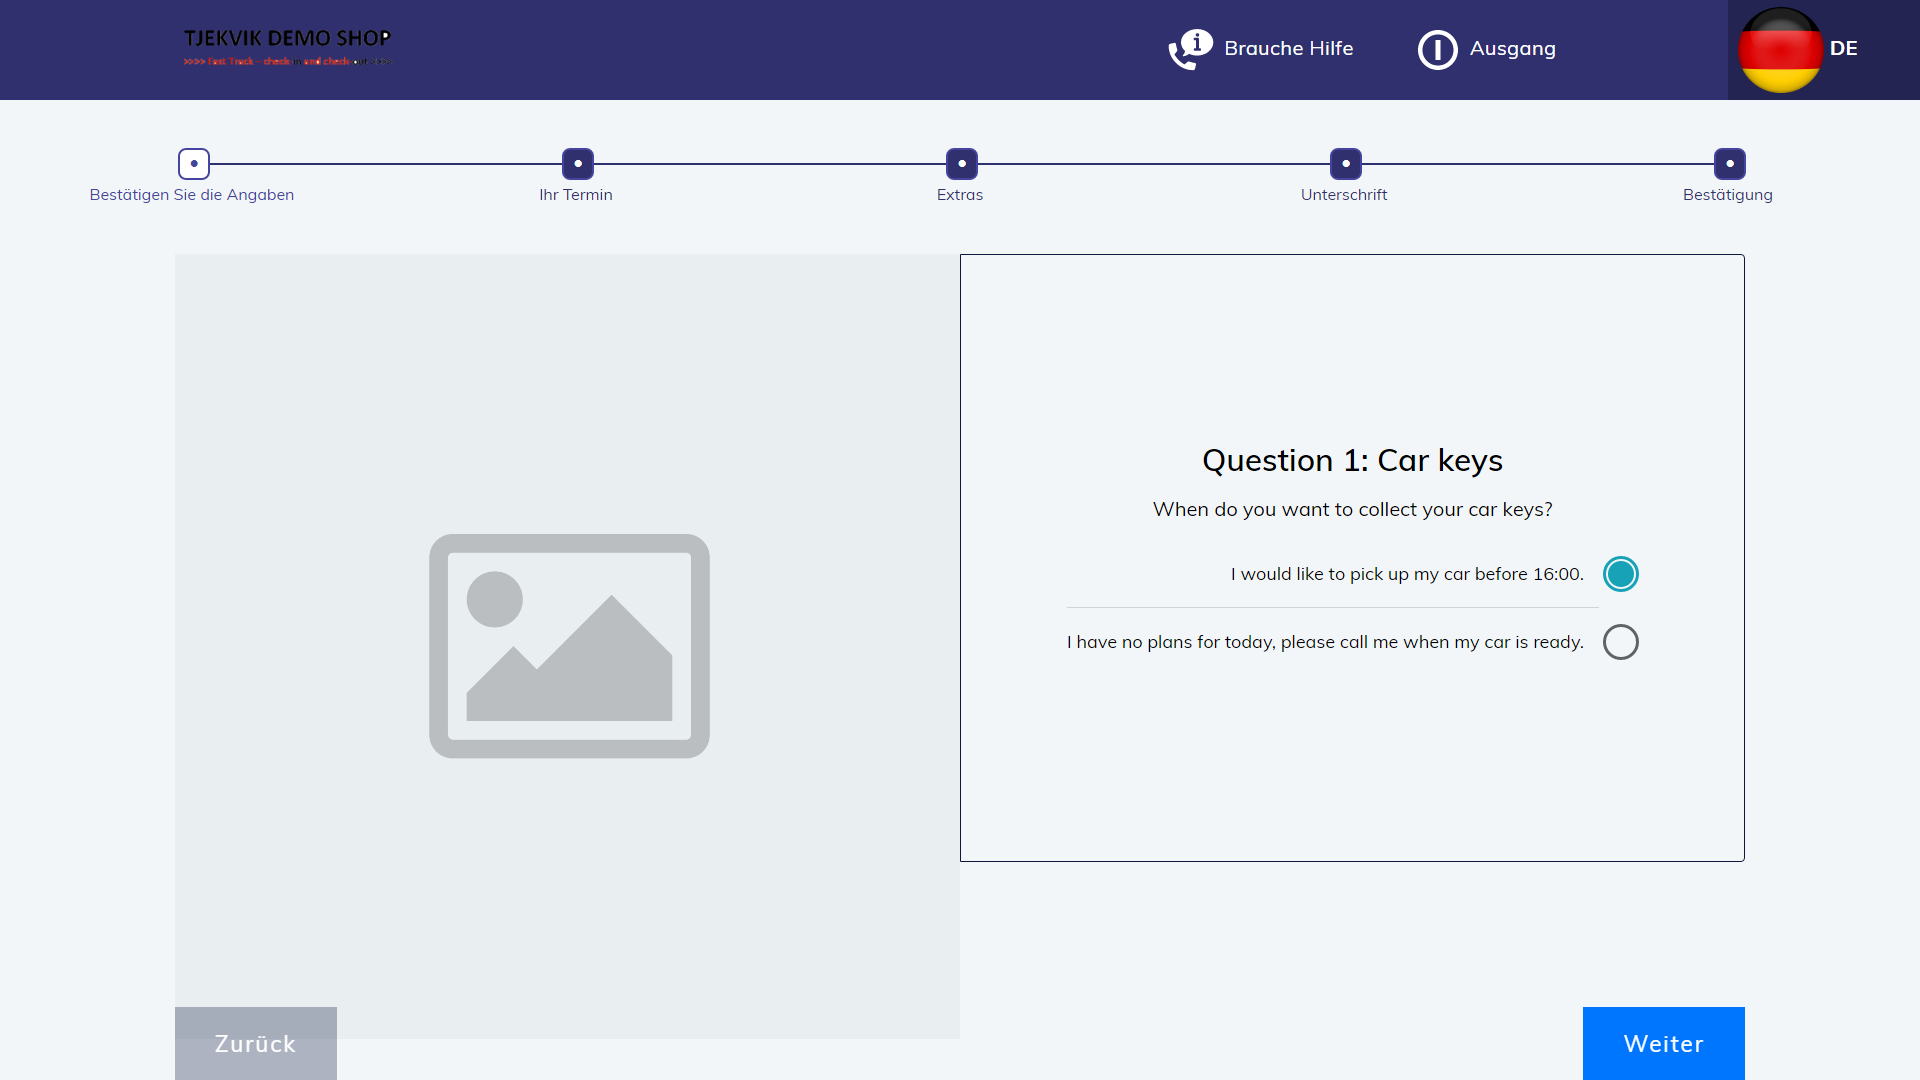 TJEKVIK DEMO SHOP
>>>> Fast Track - check in and check out
Brauche Hilfe
Ausgang
DE
Bestätigen Sie die Angaben
Ihr Termin
Extras
Unterschrift
Bestätigung
Question 1: Car keys
When do you want to collect your car keys?
I would like to pick up my car before 16:00.
I have no plans for today, please call me when my car is ready.
Zurück
Weiter